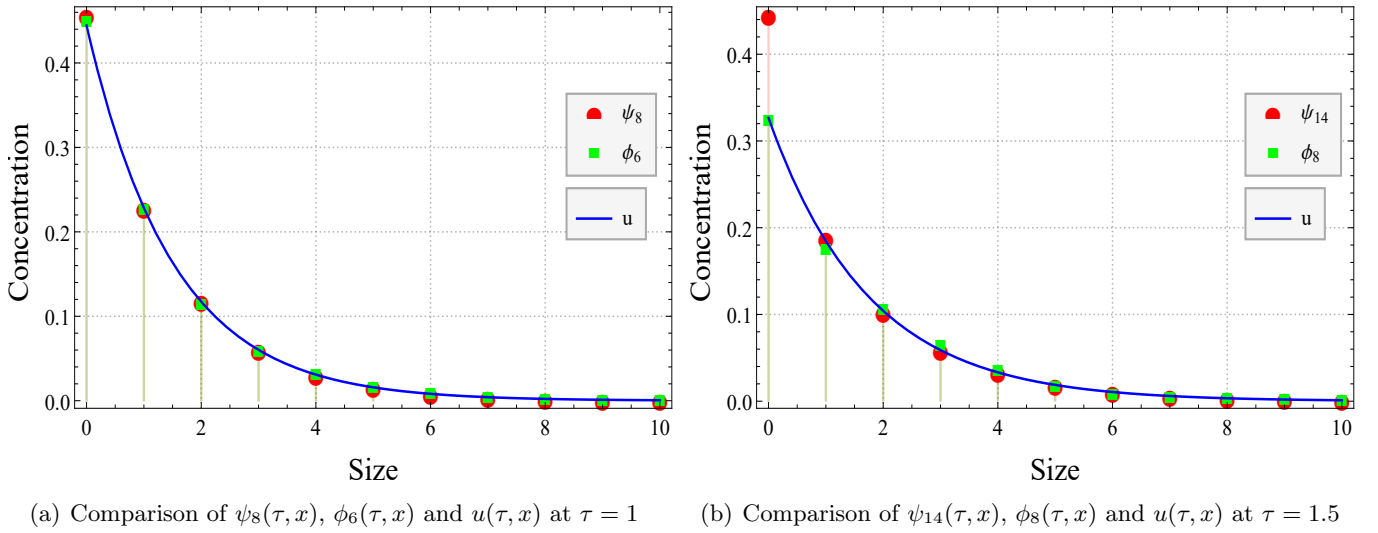 0.4
0.3
0.2
0.1
0.0
0 2 4 6 8 10
Concentration
Size
ψ₈
ϕ₆
u
0.4
0.3
0.2
0.1
0.0
0 2 4 6 8 10
Concentration
Size
ψ₁₄
ϕ₈
u
(a) Comparison of ψ₈(τ, x), ϕ₆(τ, x) and u(τ, x) at τ = 1
(b) Comparison of ψ₁₄(τ, x), ϕ₈(τ, x) and u(τ, x) at τ = 1.5